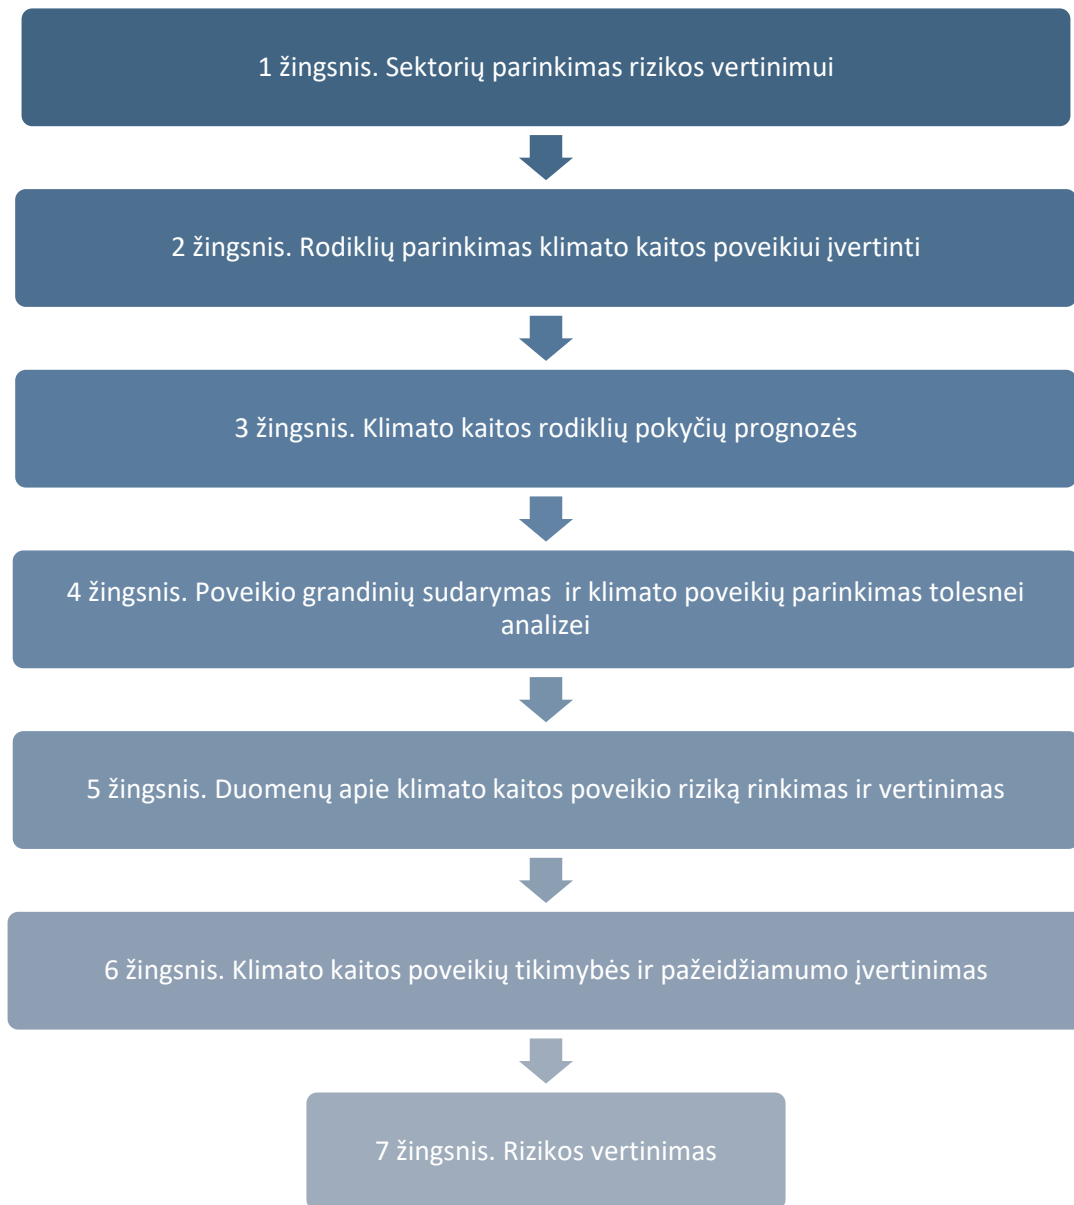 1 žingsnis. Sektorių parinkimas rizikos vertinimui
2 žingsnis. Rodiklių parinkimas klimato kaitos poveikiui įvertinti
3 žingsnis. Klimato kaitos rodiklių pokyčių prognozės
4 žingsnis. Poveikio grandinių sudarymas  ir klimato poveikių parinkimas tolesnei
analizei
5 žingsnis. Duomenų apie klimato kaitos poveikio riziką rinkimas ir vertinimas
6 žingsnis. Klimato kaitos poveikių tikimybės ir pažeidžiamumo įvertinimas
7 žingsnis. Rizikos vertinimas